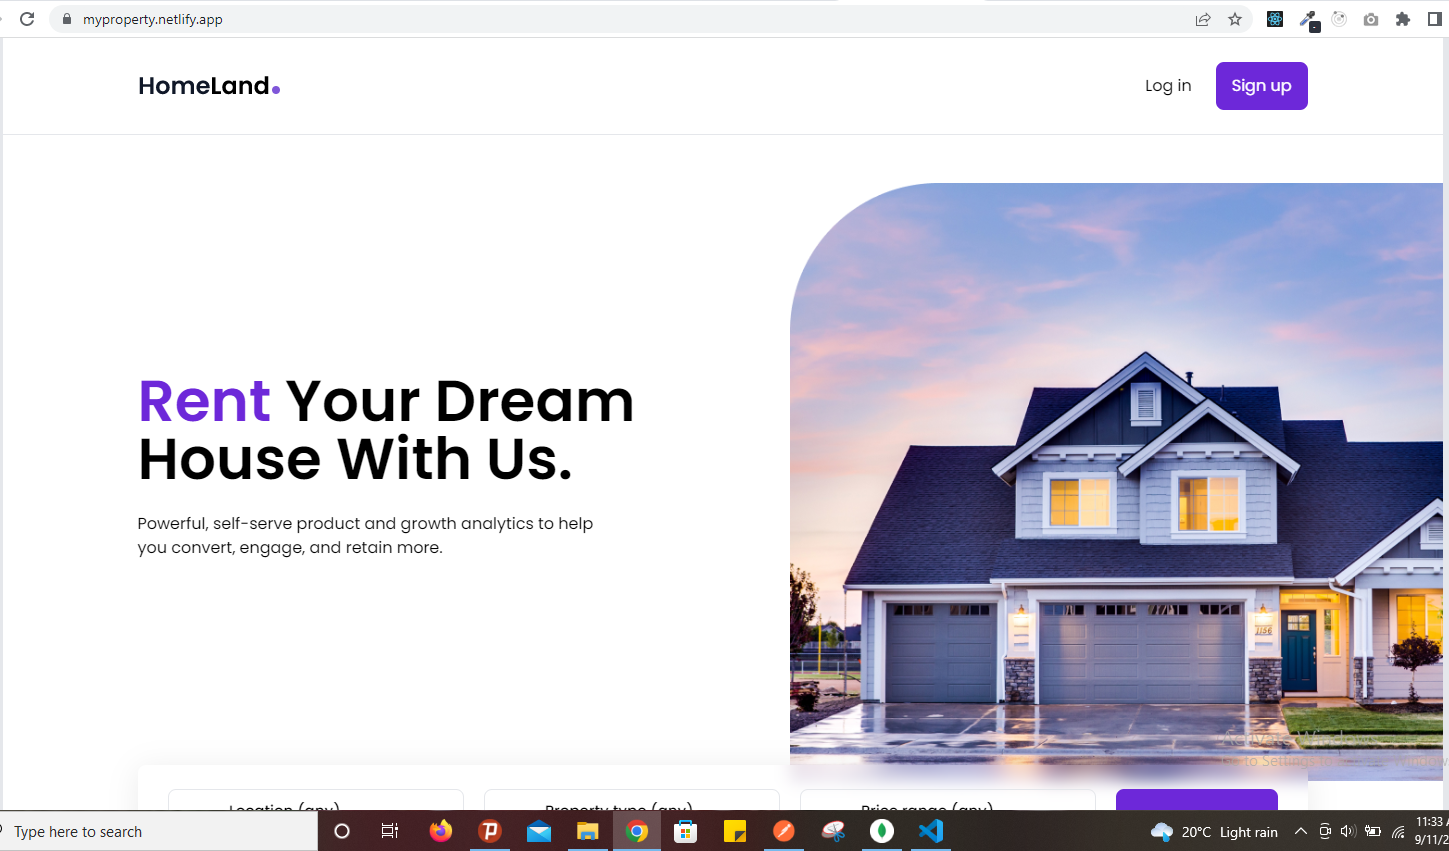 myproperty.netlify.app
HomeLand.
Log in
Sign up
Rent Your Dream
House With Us.
Powerful, self-serve product and growth analytics to help
you convert, engage, and retain more.
1156
Activate Windows
Go to Settings to activate Windows
Location (any)
Property type (any)
Price range (any)
Type here to search
20°C Light rain
11:33
9/11/2